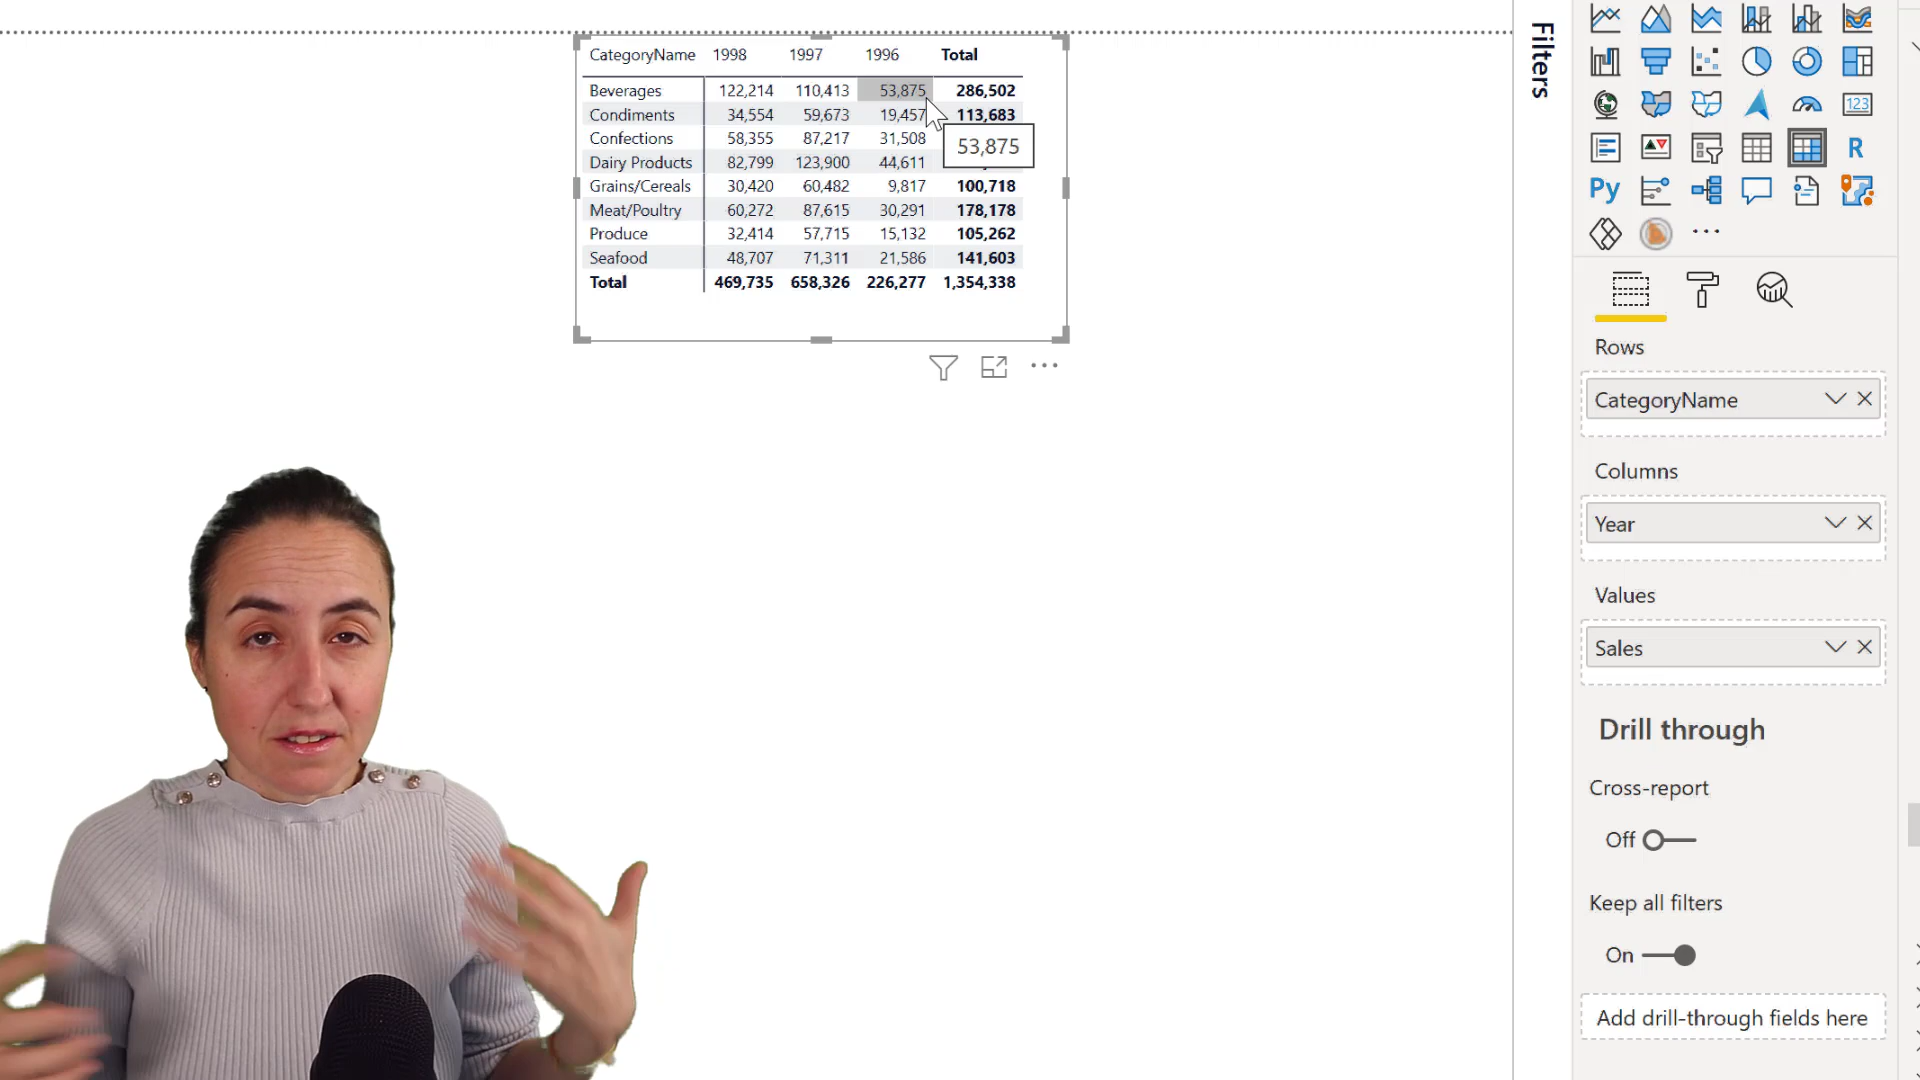 CategoryName 1998 1997 1996 Total
Beverages 122,214 110,413 53,875 286,502
Condiments 34,554 59,673 19,457 113,683
Confections 58,355 87,217 31,508
53,875
Dairy Products 82,799 123,900 44,611
Grains/Cereals 30,420 60,482 9,817 100,718
Meat/Poultry 60,272 87,615 30,291 178,178
Produce 32,414 57,715 15,132 105,262
Seafood 48,707 71,311 21,586 141,603
Total 469,735 658,326 226,277 1,354,338
Filters
123
R
Py
Rows
CategoryName
Columns
Year
Values
Sales
Drill through
Cross-report
Off
Keep all filters
On
Add drill-through fields here